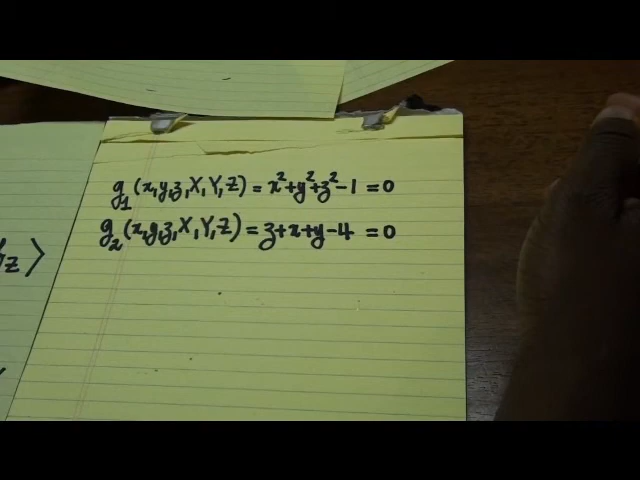 g₁(x,y,z,X,Y,Z) = x²+y²+z²-1 = 0
g₂(x,y,z,X,Y,Z) = z+x+y-4 = 0
z⟩